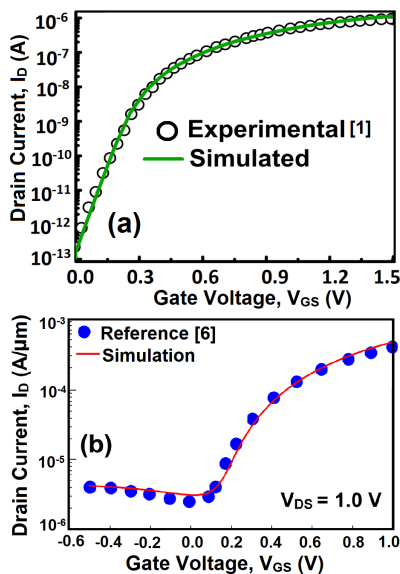 Drain Current, I_D (A)
10^-6
10^-7
10^-8
10^-9
10^-10
10^-11
10^-12
10^-13
Experimental [1]
Simulated
(a)
0.0 0.3 0.6 0.9 1.2 1.5
Gate Voltage, V_GS (V)
Drain Current, I_D (A/μm)
10^-3
10^-4
10^-5
10^-6
Reference [6]
Simulation
(b)
V_DS = 1.0 V
-0.6 -0.4 -0.2 0.0 0.2 0.4 0.6 0.8 1.0
Gate Voltage, V_GS (V)